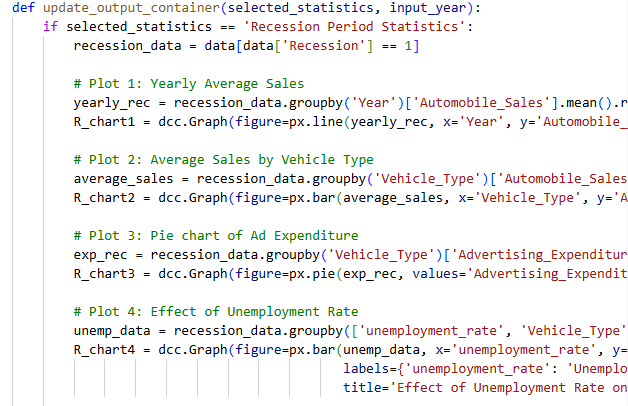 def update_output_container(selected_statistics, input_year):
if selected_statistics == 'Recession Period Statistics':
recession_data = data[data['Recession'] == 1]
# Plot 1: Yearly Average Sales
yearly_rec = recession_data.groupby('Year')['Automobile_Sales'].mean().r
R_chart1 = dcc.Graph(figure=px.line(yearly_rec, x='Year', y='Automobile_
# Plot 2: Average Sales by Vehicle Type
average_sales = recession_data.groupby('Vehicle_Type')['Automobile_Sales
R_chart2 = dcc.Graph(figure=px.bar(average_sales, x='Vehicle_Type', y='A
# Plot 3: Pie chart of Ad Expenditure
exp_rec = recession_data.groupby('Vehicle_Type')['Advertising_Expenditur
R_chart3 = dcc.Graph(figure=px.pie(exp_rec, values='Advertising_Expendit
# Plot 4: Effect of Unemployment Rate
unemp_data = recession_data.groupby(['unemployment_rate', 'Vehicle_Type'
R_chart4 = dcc.Graph(figure=px.bar(unemp_data, x='unemployment_rate', y=
labels={'unemployment_rate': 'Unemplo
title='Effect of Unemployment Rate on